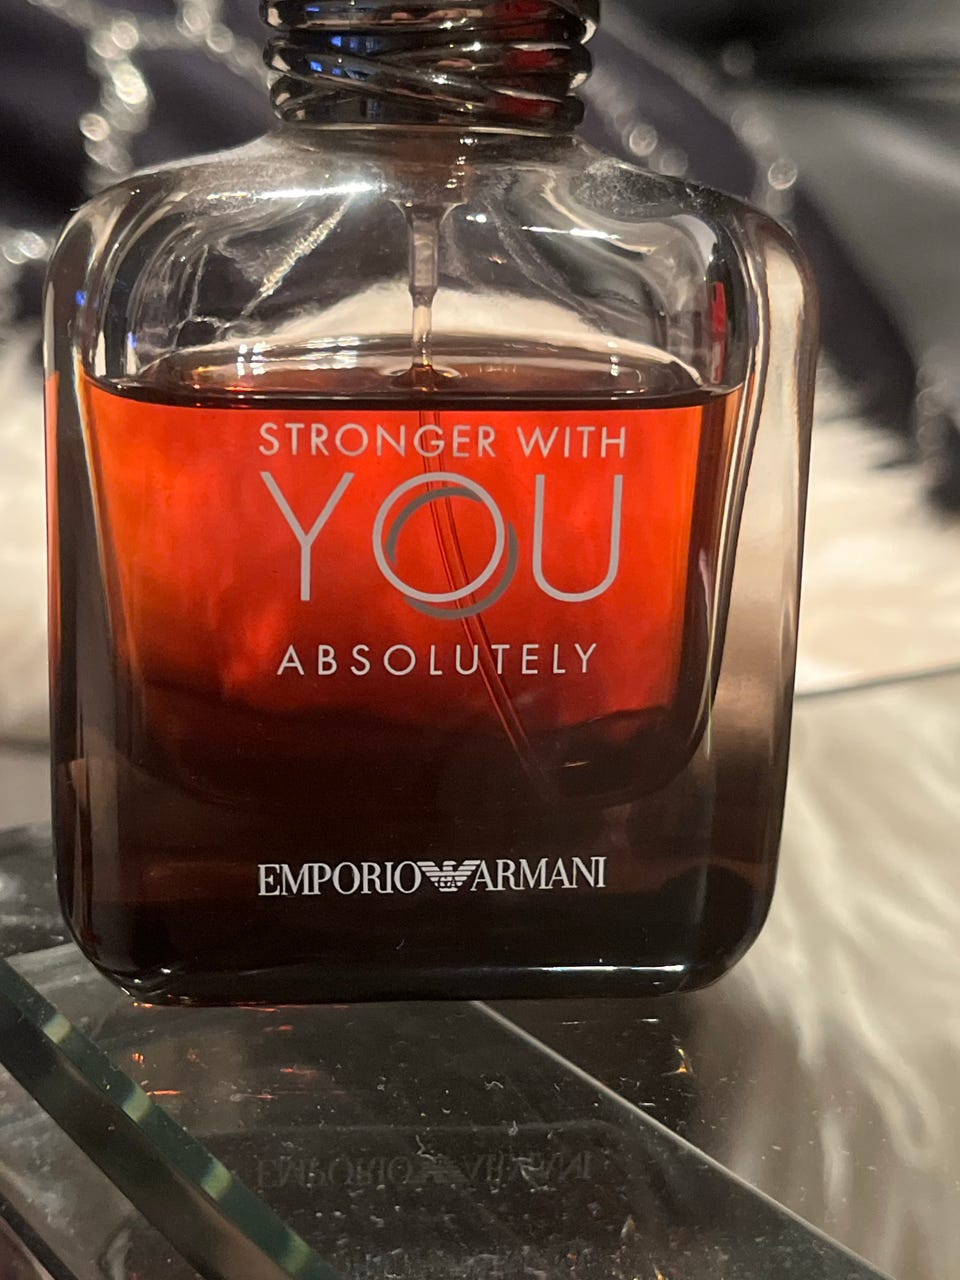 STRONGER WITH
YOU
ABSOLUTELY
EMPORIO ARMANI